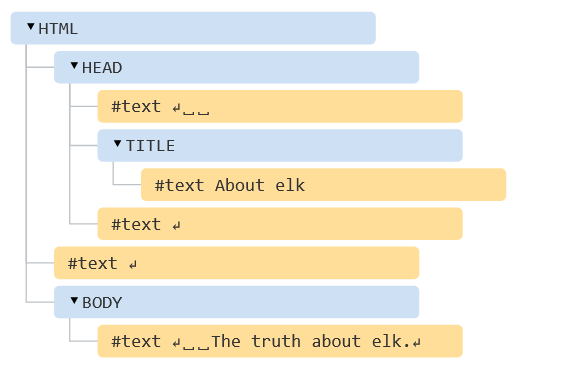 ▾HTML
▾HEAD
#text ↲␣␣
▾TITLE
#text About elk
#text ↲
#text ↲
▾BODY
#text ↲␣␣The truth about elk.↲